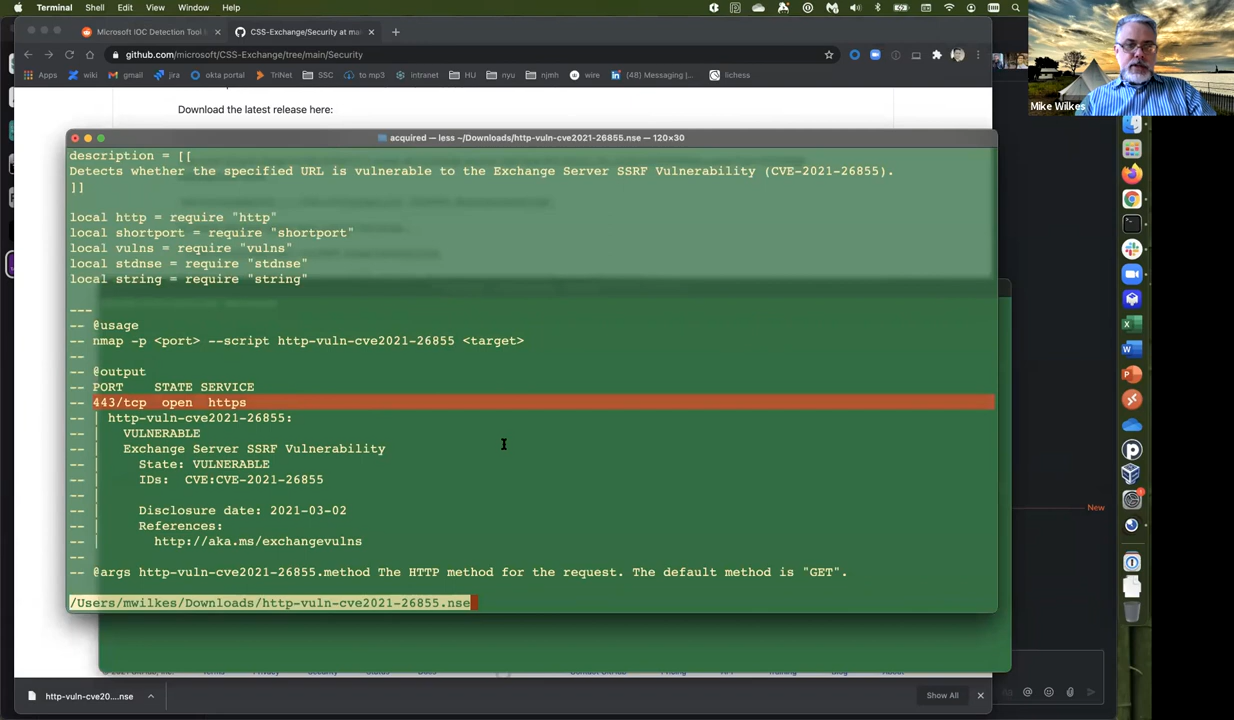 Terminal Shell Edit View Window Help
Microsoft IOC Detection Tool
CSS-Exchange/Security at ma
github.com/microsoft/CSS-Exchange/tree/main/Security
Apps wiki gmail jira okta portal TriNet SSC to mp3 intranet HU nyu njmh wire (48) Messaging |... lichess
Download the latest release here:
Mike Wilkes
acquired — less ~/Downloads/http-vuln-cve2021-26855.nse — 120×30
description = [[
Detects whether the specified URL is vulnerable to the Exchange Server SSRF Vulnerability (CVE-2021-26855).
]]
local http = require "http"
local shortport = require "shortport"
local vulns = require "vulns"
local stdnse = require "stdnse"
local string = require "string"
---
-- @usage
-- nmap -p <port> --script http-vuln-cve2021-26855 <target>
--
-- @output
-- PORT    STATE SERVICE
-- 443/tcp  open  https
-- | http-vuln-cve2021-26855:
-- |   VULNERABLE
-- |   Exchange Server SSRF Vulnerability
-- |     State: VULNERABLE
-- |     IDs:  CVE:CVE-2021-26855
-- |
-- |     Disclosure date: 2021-03-02
-- |     References:
-- |       http://aka.ms/exchangevulns
--
-- @args http-vuln-cve2021-26855.method The HTTP method for the request. The default method is "GET".
/Users/mwilkes/Downloads/http-vuln-cve2021-26855.nse
New
http-vuln-cve20....nse
Show All